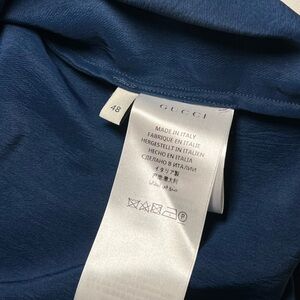 48
GUCCI
MADE IN ITALY
FABRIQUÉ EN ITALIE
HERGESTELLT IN ITALIEN
HECHO EN ITALIA
СДЕЛАНО В ИТАЛИИ
イタリア製